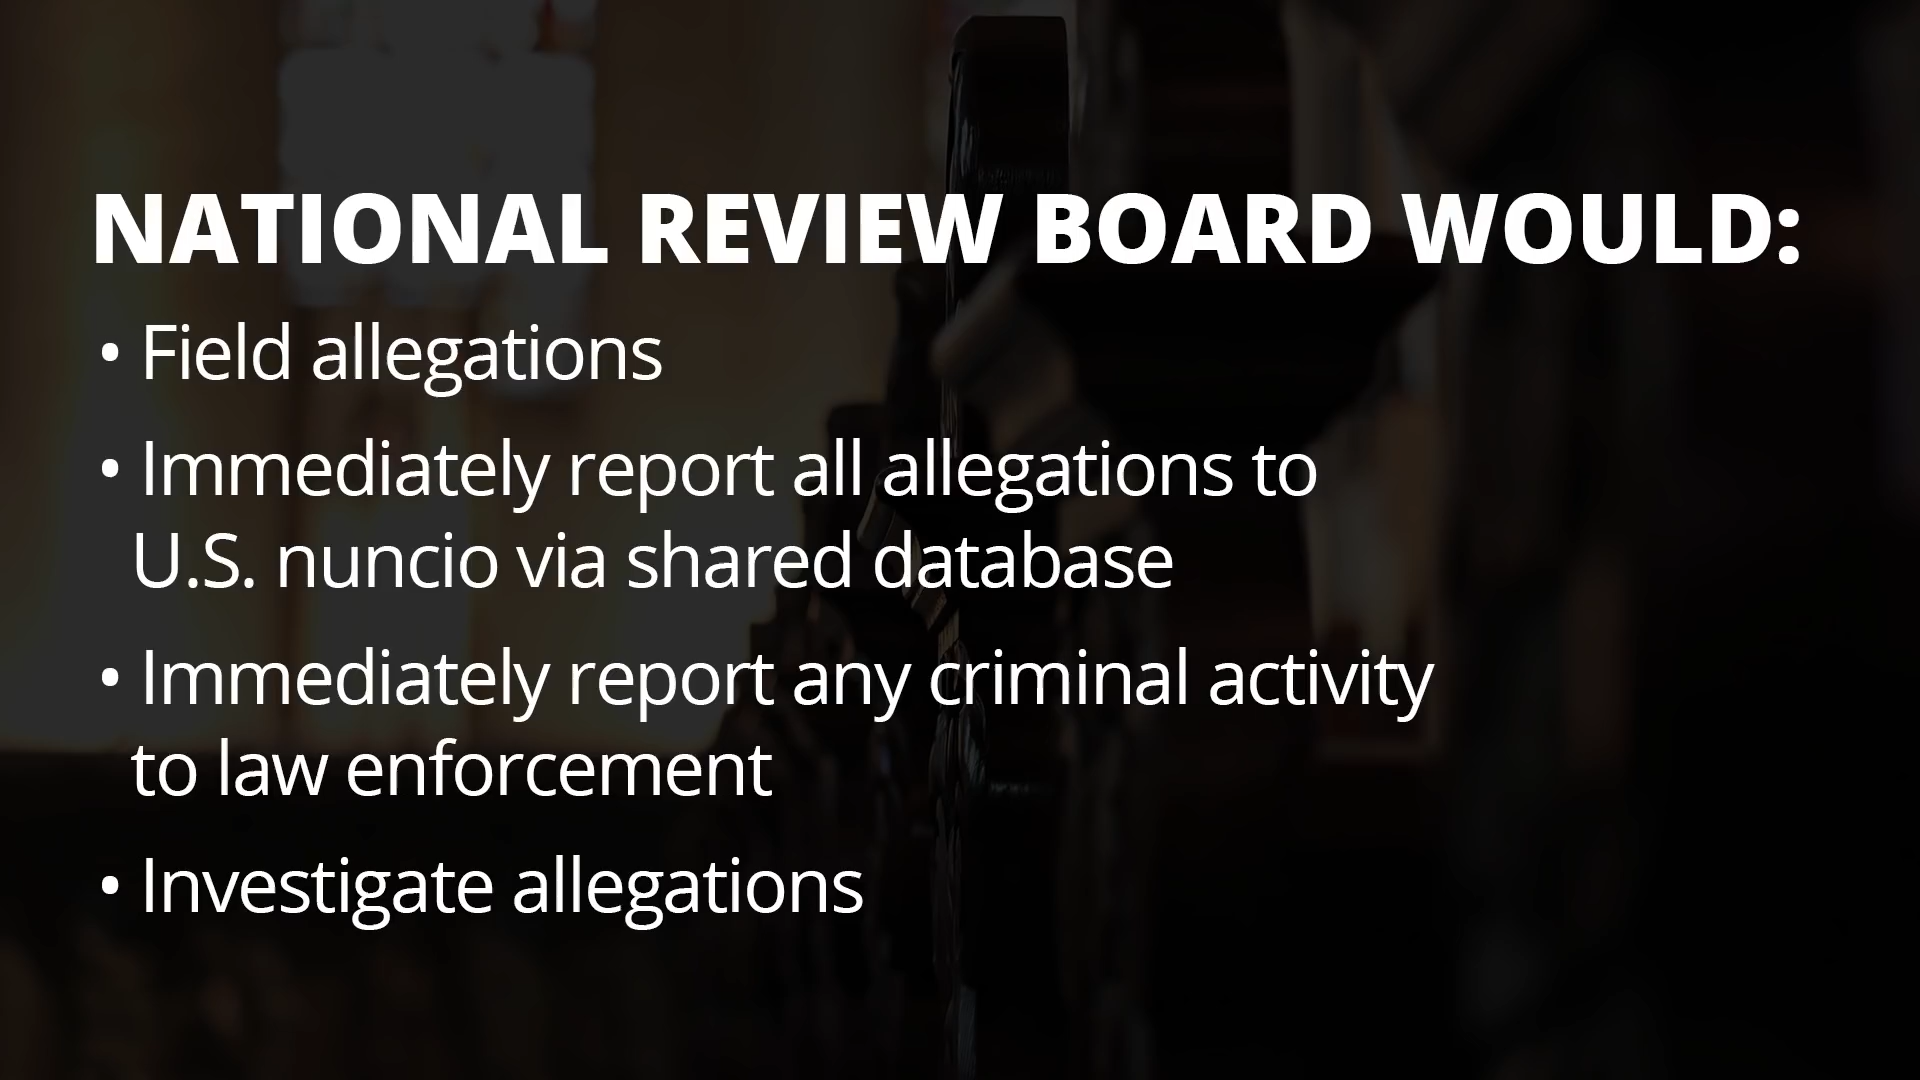 NATIONAL REVIEW BOARD WOULD:
• Field allegations
• Immediately report all allegations to
U.S. nuncio via shared database
• Immediately report any criminal activity
to law enforcement
• Investigate allegations